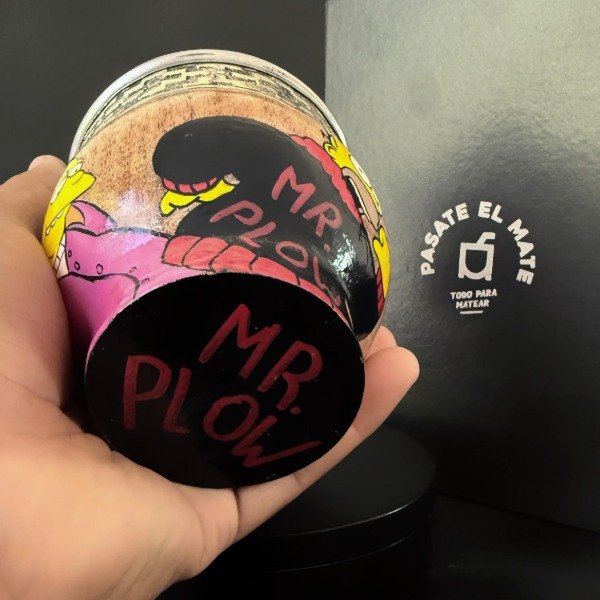 MR.
PLOW
MR.
PLOW
PASATE EL MATE
TODO PARA
MATEAR